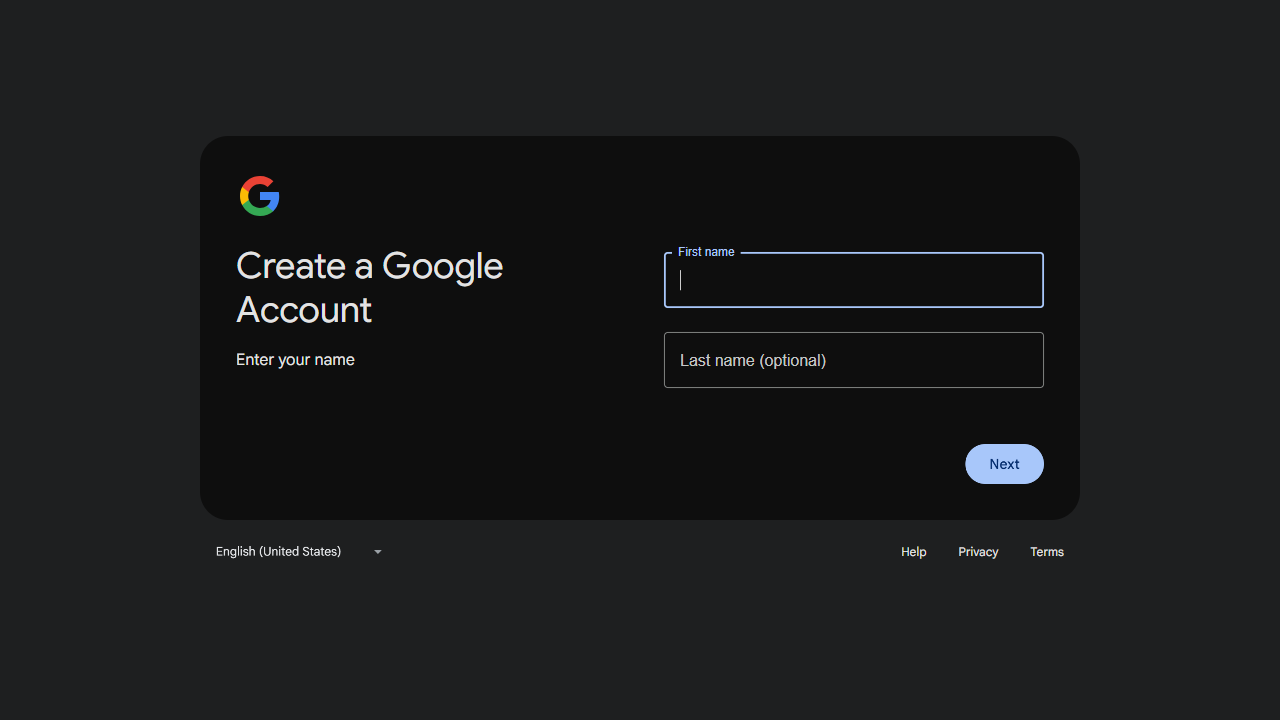 Create a Google
Account
Enter your name
First name
Last name (optional)
Next
English (United States)
Help
Privacy
Terms